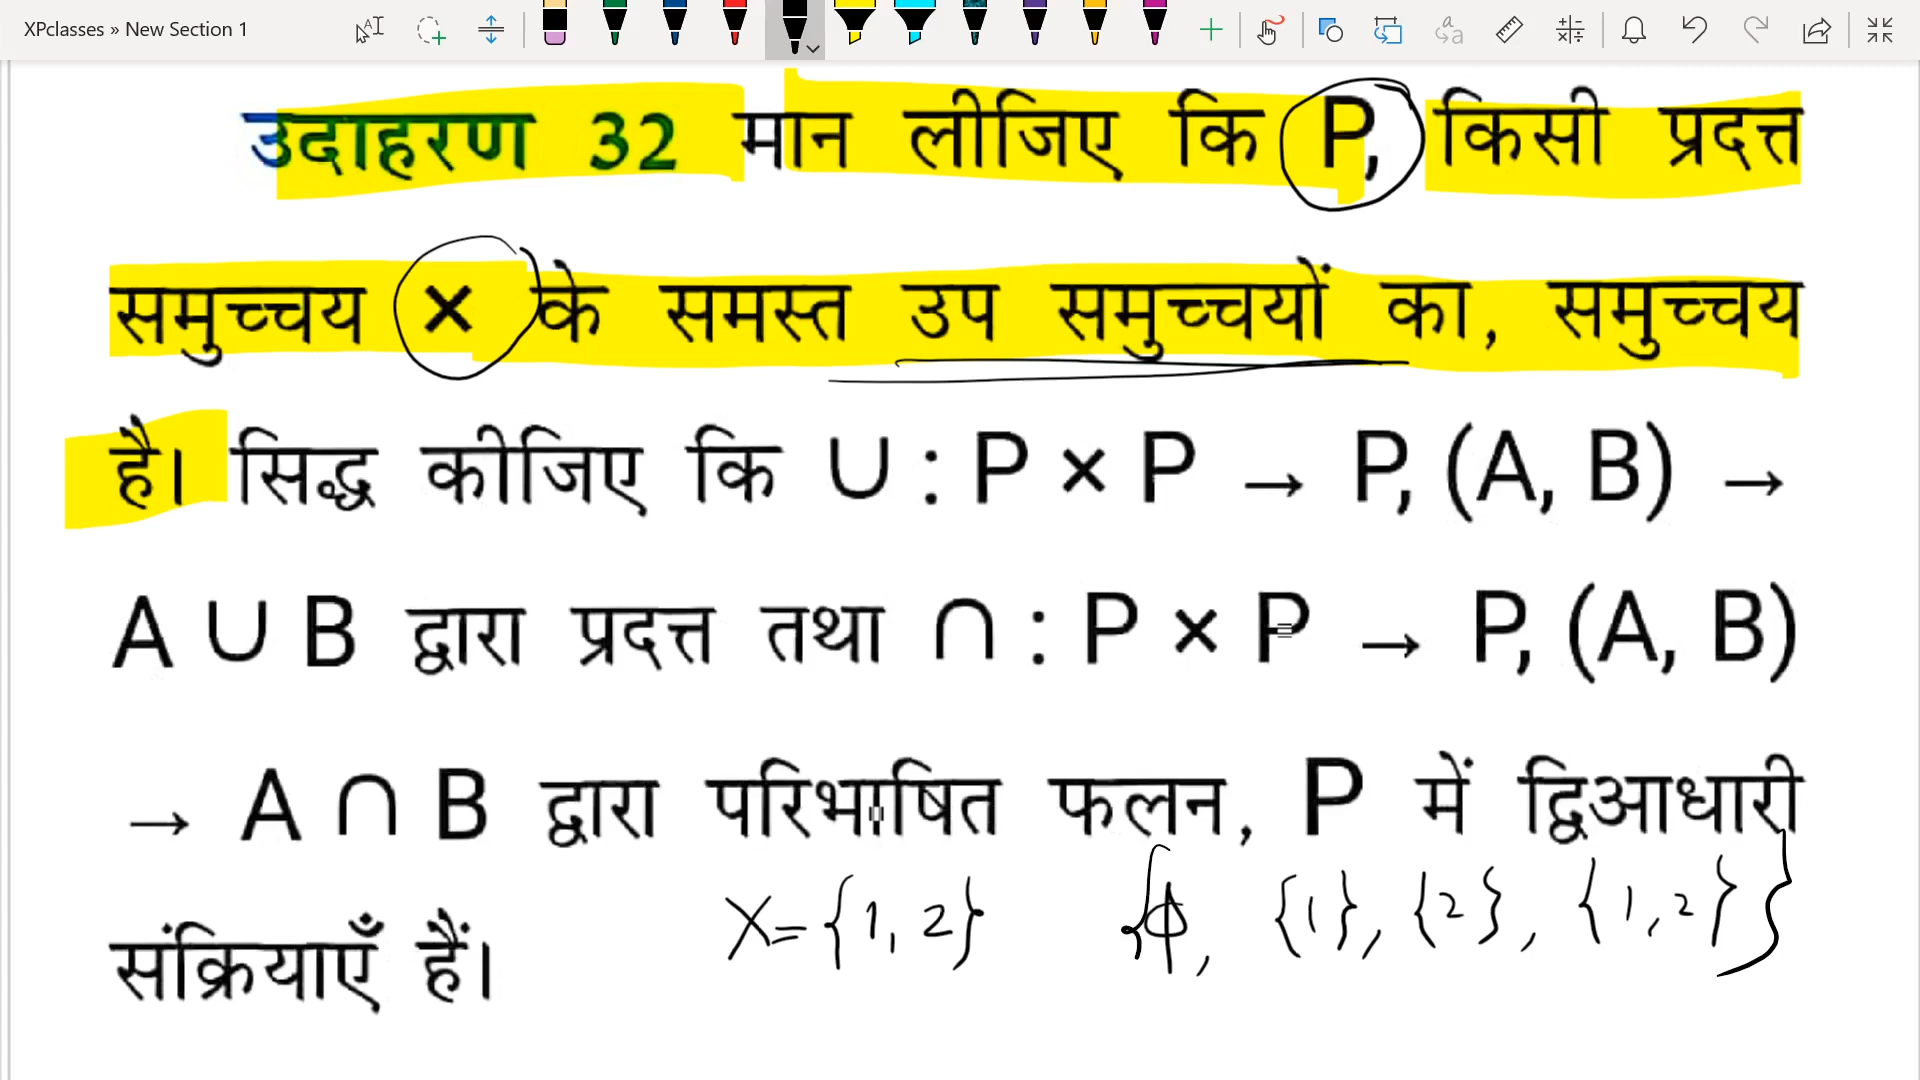 XPclasses » New Section 1
उदाहरण 32 मान लीजिए कि P, किसी प्रदत्त
समुच्चय X के समस्त उप समुच्चयों का, समुच्चय
है। सिद्ध कीजिए कि ∪ : P × P → P, (A, B) →
A ∪ B द्वारा प्रदत्त तथा ∩ : P × P → P, (A, B)
→ A ∩ B द्वारा परिभाषित फलन, P में द्विआधारी
संक्रियाएँ हैं।
X = {1, 2} {ϕ, {1}, {2}, {1, 2}}